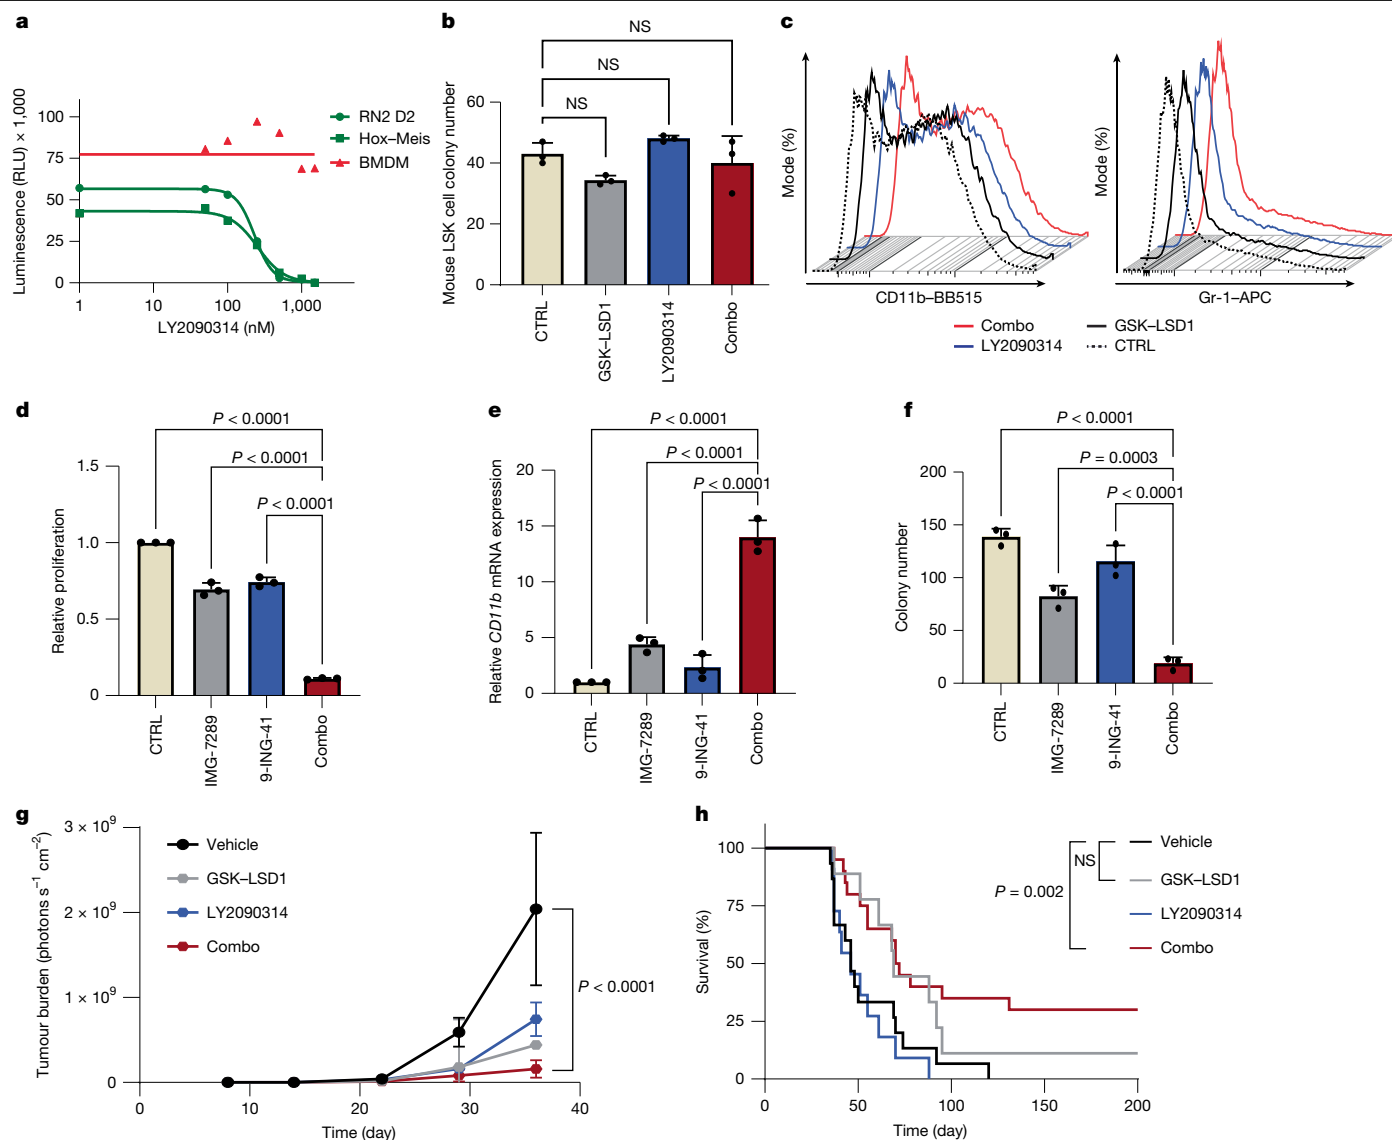 a
Luminescence (RLU) × 1,000
100
75
50
25
0
1
10
100
1,000
LY2090314 (nM)
RN2 D2
Hox–Meis
BMDM
b
Mouse LSK cell colony number
60
40
20
0
NS
NS
NS
CTRL
GSK–LSD1
LY2090314
Combo
c
Mode (%)
CD11b–BB515
Mode (%)
Gr-1–APC
Combo
LY2090314
GSK–LSD1
CTRL
d
Relative proliferation
1.5
1.0
0.5
0
P < 0.0001
P < 0.0001
P < 0.0001
CTRL
IMG-7289
9-ING-41
Combo
e
Relative CD11b mRNA expression
20
15
10
5
0
P < 0.0001
P < 0.0001
P < 0.0001
CTRL
IMG-7289
9-ING-41
Combo
f
Colony number
200
150
100
50
0
P < 0.0001
P = 0.0003
P < 0.0001
CTRL
IMG-7289
9-ING-41
Combo
g
Tumour burden (photons s⁻¹ cm⁻²)
3 × 10⁹
2 × 10⁹
1 × 10⁹
0
0
10
20
30
40
Time (day)
Vehicle
GSK–LSD1
LY2090314
Combo
P < 0.0001
h
Survival (%)
100
75
50
25
0
0
50
100
150
200
Time (day)
P = 0.002
NS
Vehicle
GSK–LSD1
LY2090314
Combo